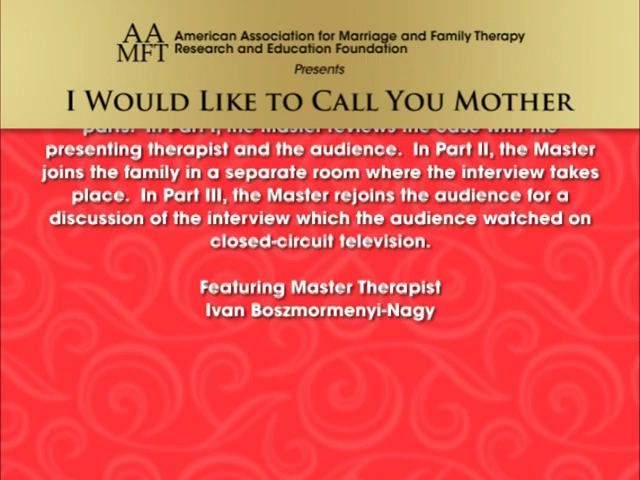 AA
MFT
American Association for Marriage and Family Therapy
Research and Education Foundation
Presents
I Would Like to Call You Mother
parts. In Part I, the Master reviews the case with the
presenting therapist and the audience. In Part II, the Master
joins the family in a separate room where the interview takes
place. In Part III, the Master rejoins the audience for a
discussion of the interview which the audience watched on
closed-circuit television.
Featuring Master Therapist
Ivan Boszmormenyi-Nagy